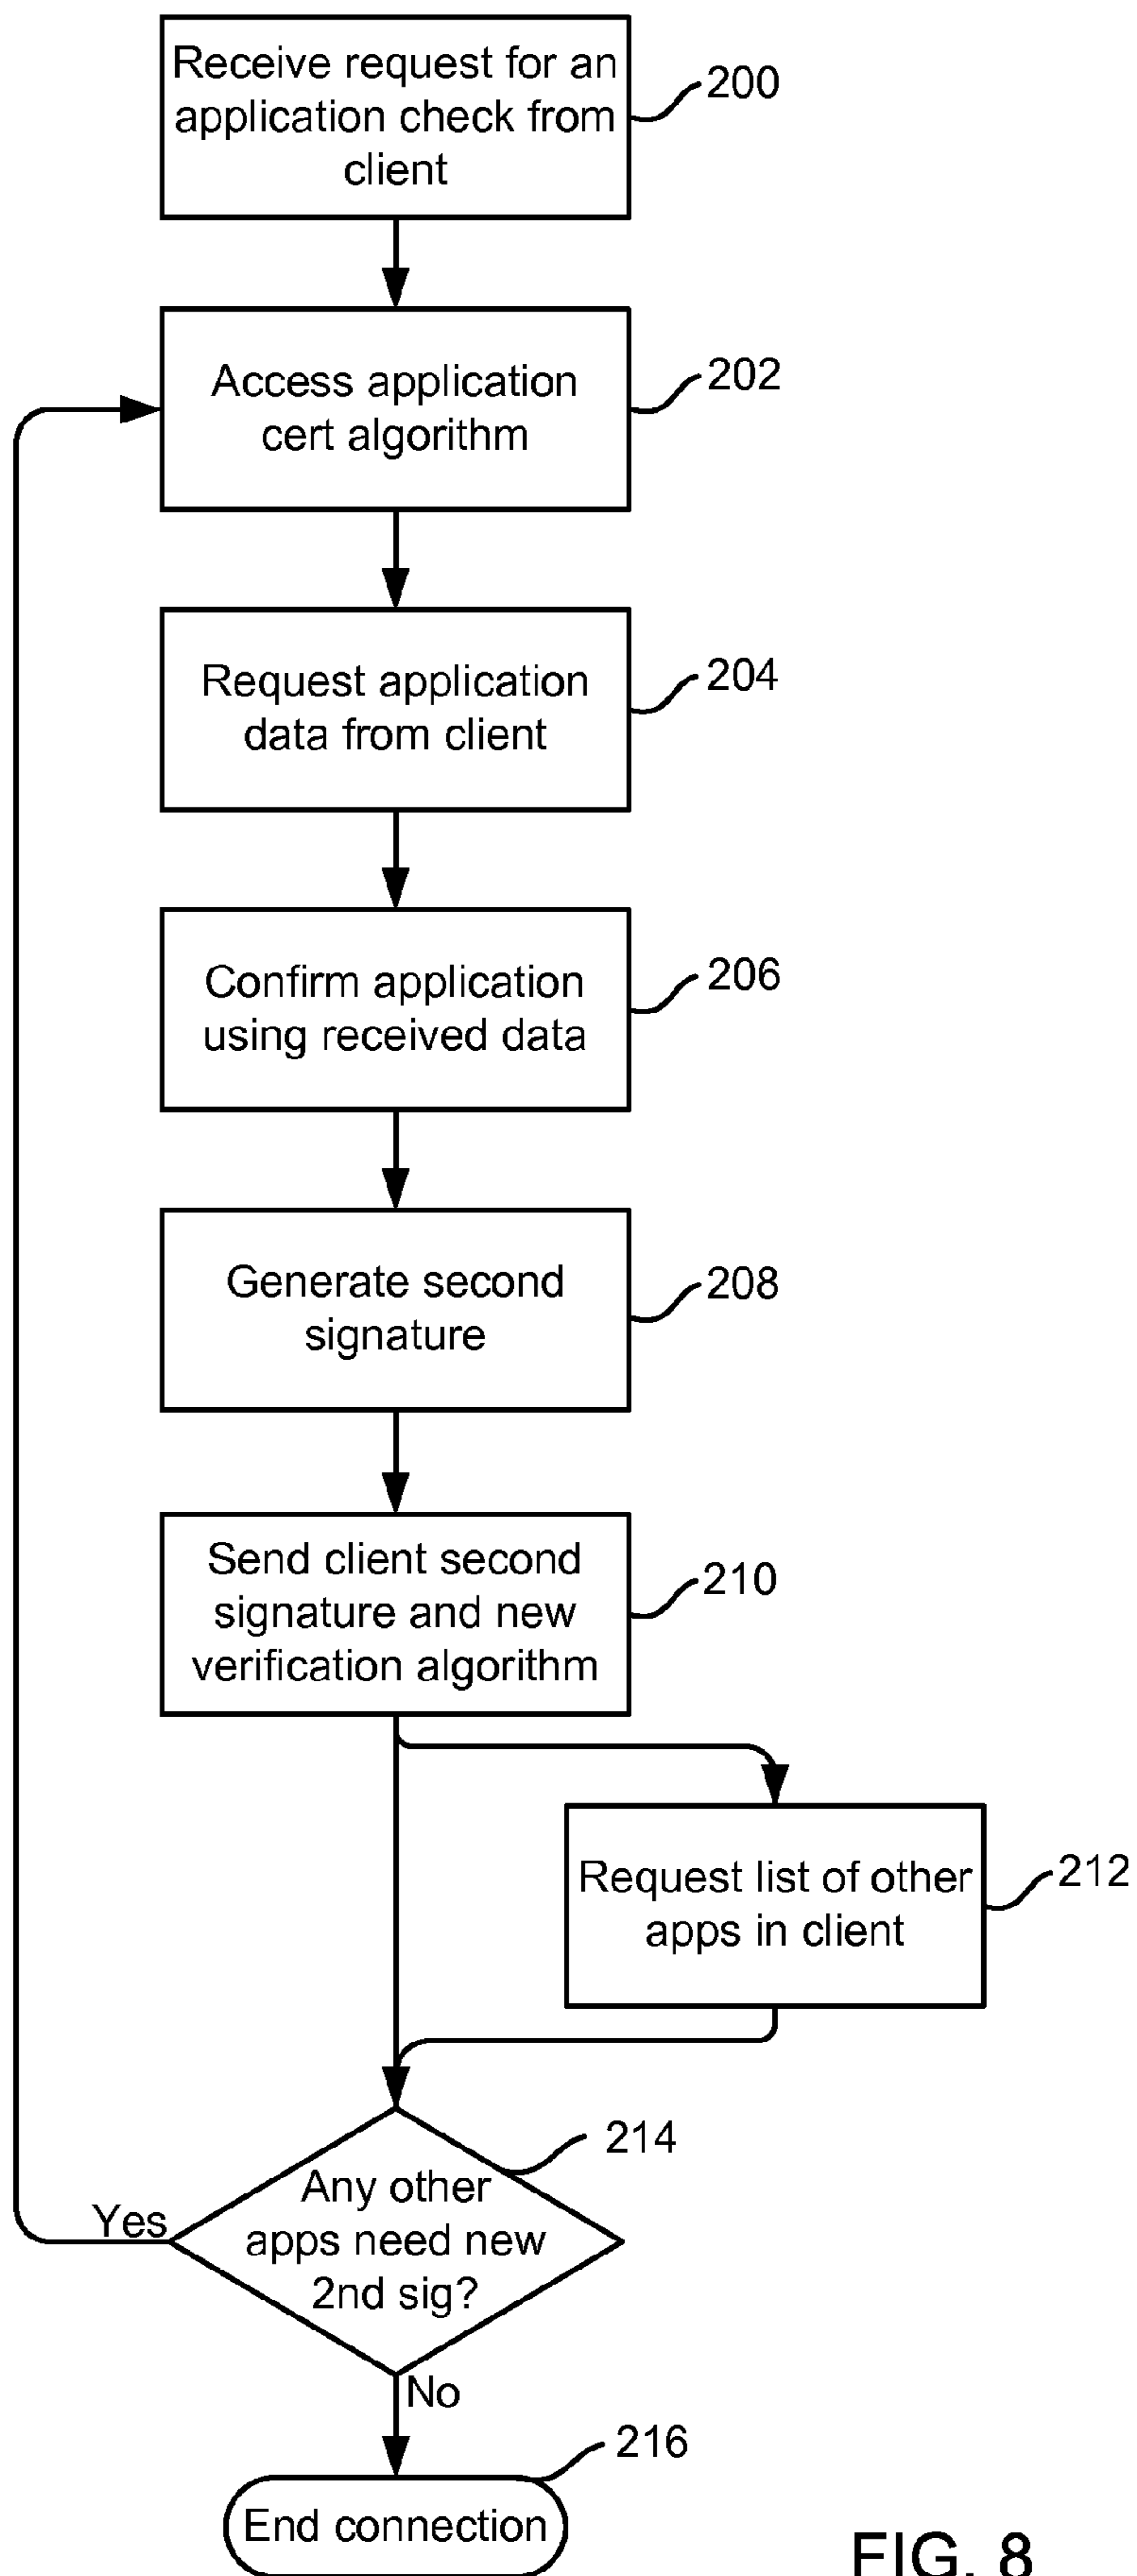 Receive request for an
application check from
client
200
Access application
cert algorithm
202
Request application
data from client
204
Confirm application
using received data
206
Generate second
signature
208
Send client second
signature and new
verification algorithm
210
Request list of other
apps in client
212
214
Any other
apps need new
2nd sig?
Yes
No
216
End connection
FIG. 8